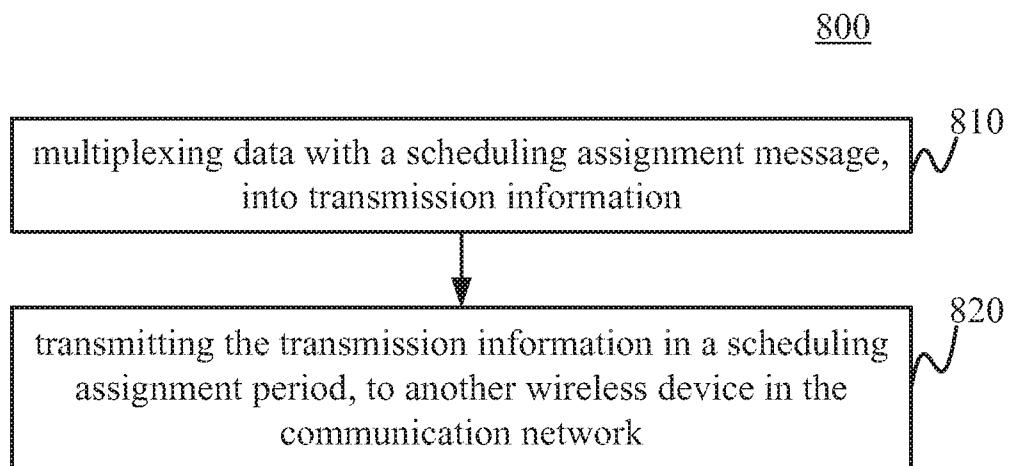 800
810
multiplexing data with a scheduling assignment message,
into transmission information
820
transmitting the transmission information in a scheduling
assignment period, to another wireless device in the
communication network